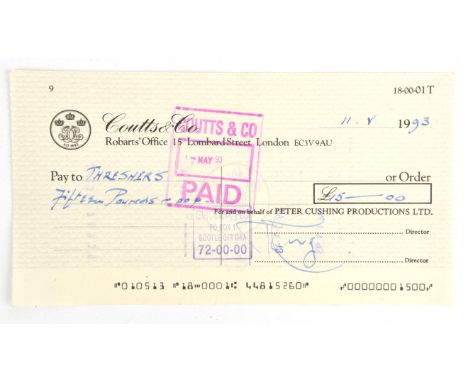 9
18-00-01 T
Coutts & Co
11. V 1993
Robarts' Office 15 Lombard Street, London EC3V 9AU
COUTTS & CO
7 MAY 93
PAID
Pay to THRESHERS or Order
Fifteen Pounds £15—00
For and on behalf of PETER CUSHING PRODUCTIONS LTD.
Director
72-00-00
Director
⑈010513 ⑈18⑉0001⑆ 44815260⑈ ⑈0000001500⑈